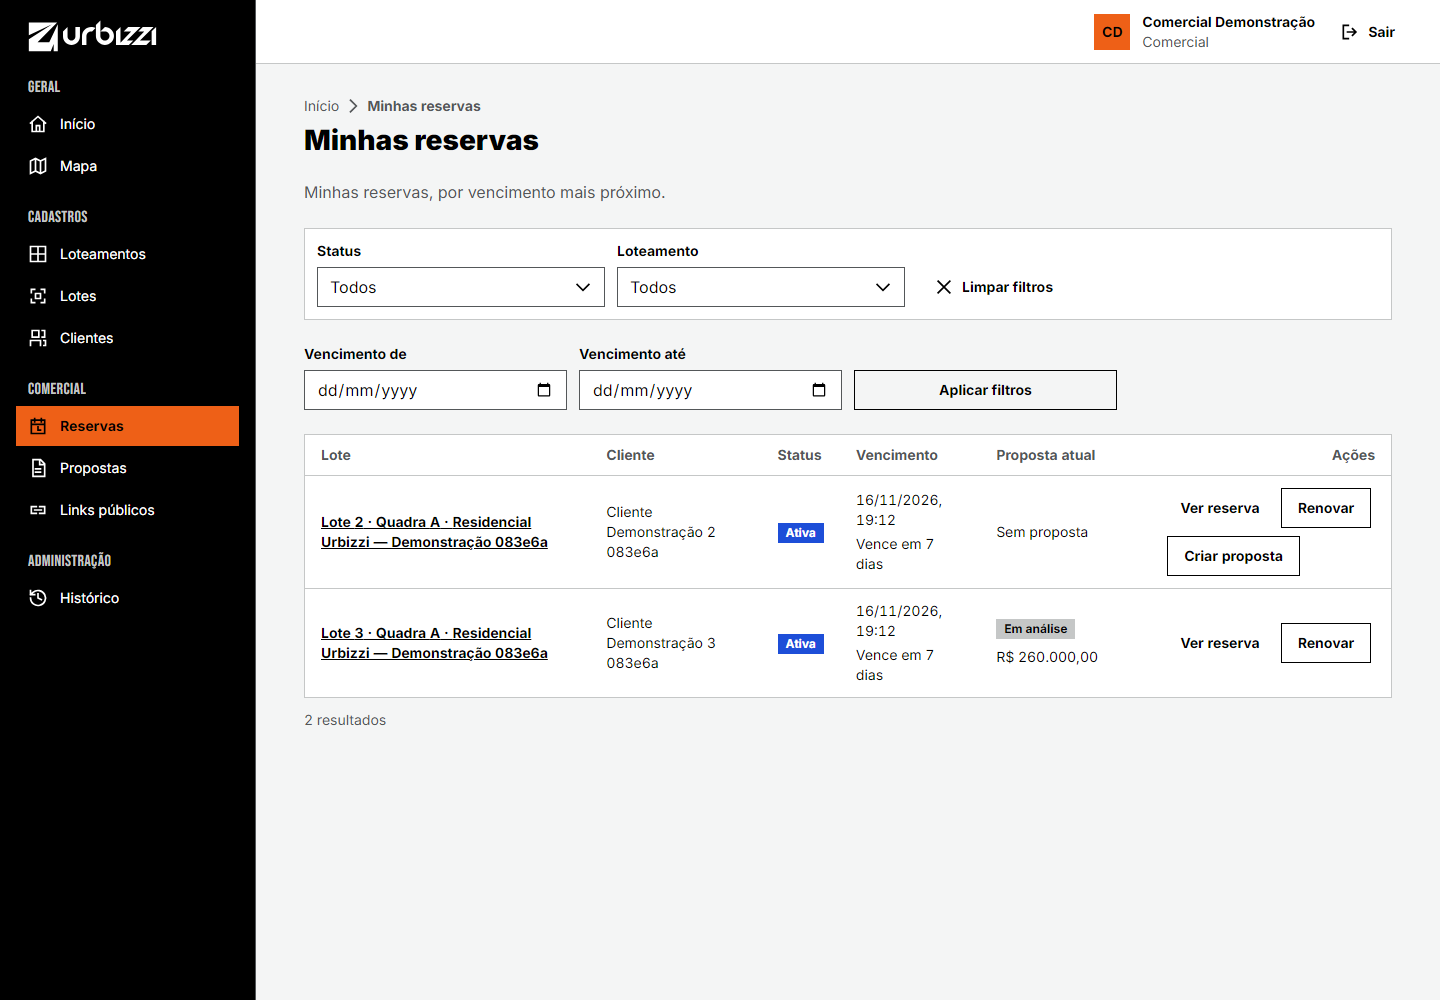 urbizzi
GERAL
Início
Mapa
CADASTROS
Loteamentos
Lotes
Clientes
COMERCIAL
Reservas
Propostas
Links públicos
ADMINISTRAÇÃO
Histórico
CD
Comercial Demonstração
Comercial
Sair
Início
Minhas reservas
Minhas reservas
Minhas reservas, por vencimento mais próximo.
Status
Todos
Loteamento
Todos
Limpar filtros
Vencimento de
dd/mm/yyyy
Vencimento até
dd/mm/yyyy
Aplicar filtros
Lote
Cliente
Status
Vencimento
Proposta atual
Ações
Lote 2 · Quadra A · Residencial
Urbizzi — Demonstração 083e6a
Cliente
Demonstração 2
083e6a
Ativa
16/11/2026,
19:12
Vence em 7
dias
Sem proposta
Ver reserva
Renovar
Criar proposta
Lote 3 · Quadra A · Residencial
Urbizzi — Demonstração 083e6a
Cliente
Demonstração 3
083e6a
Ativa
16/11/2026,
19:12
Vence em 7
dias
Em análise
R$ 260.000,00
Ver reserva
Renovar
2 resultados